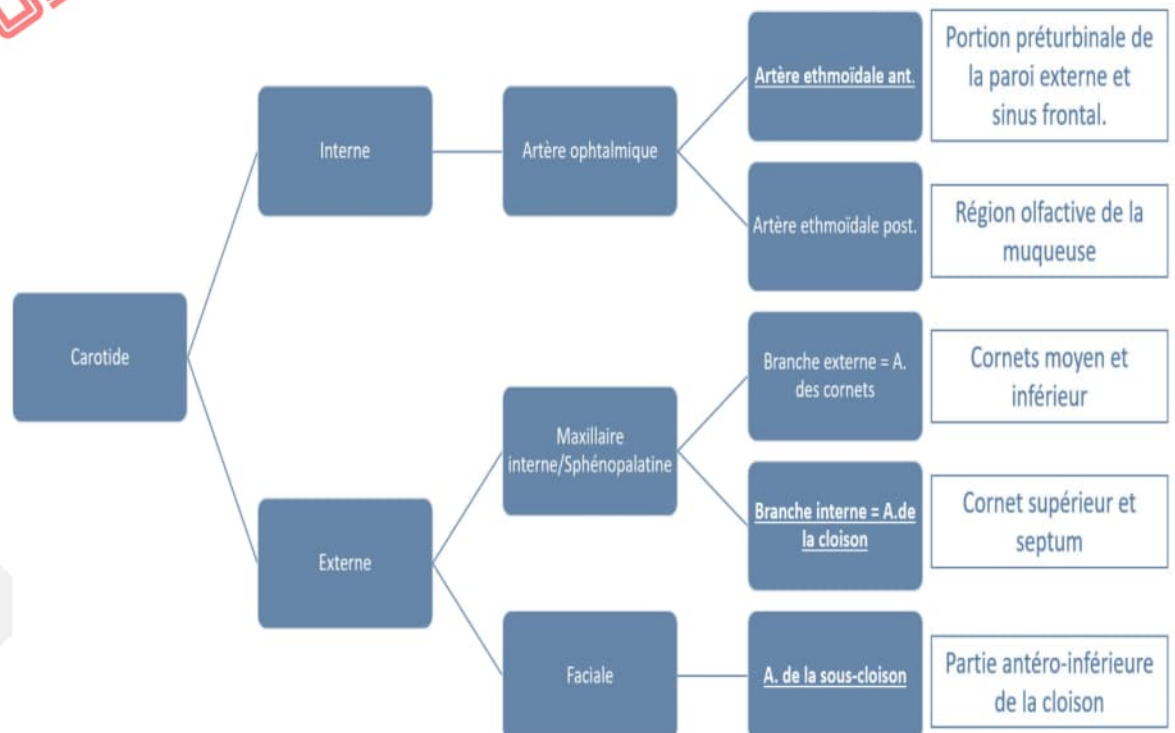 Carotide
Interne
Artère ophtalmique
Artère ethmoïdale ant.
Portion préturbinale de
la paroi externe et
sinus frontal.
Artère ethmoïdale post.
Région olfactive de la
muqueuse
Externe
Maxillaire
interne/Sphénopalatine
Branche externe = A.
des cornets
Cornets moyen et
inférieur
Branche interne = A.de
la cloison
Cornet supérieur et
septum
Faciale
A. de la sous-cloison
Partie antéro-inférieure
de la cloison